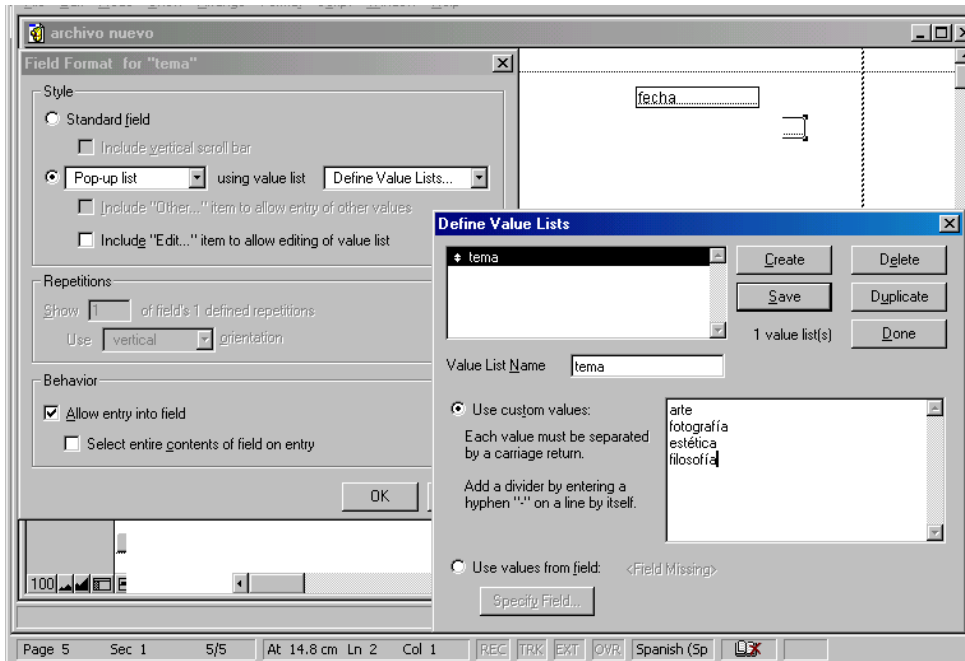 archivo nuevo
Field Format for "tema"
Style
Standard field
Include vertical scroll bar
Pop-up list using value list Define Value Lists...
Include "Other..." item to allow entry of other values
Include "Edit..." item to allow editing of value list
Repetitions
Show 1 of field's 1 defined repetitions
Use vertical orientation
Behavior
Allow entry into field
Select entire contents of field on entry
OK
100
fecha
Define Value Lists
tema
Create Delete
Save Duplicate
1 value list(s) Done
Value List Name tema
Use custom values:
Each value must be separated
by a carriage return.
Add a divider by entering a
hyphen "-" on a line by itself.
arte
fotografía
estética
filosofía
Use values from field: <Field Missing>
Specify Field...
Page 5 Sec 1 5/5 At 14.8 cm Ln 2 Col 1 REC TRK EXT OVR Spanish (Sp